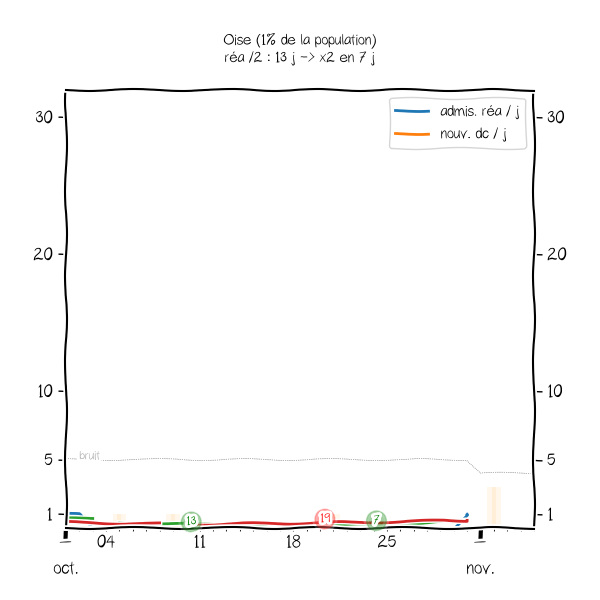 Oise (1% de la population)
réa /2 : 13 j -> x2 en 7 j
admis. réa / j
nouv. dc / j
30
30
20
20
10
10
bruit
5
5
1
1
13
19
7
04
11
18
25
oct.
nov.